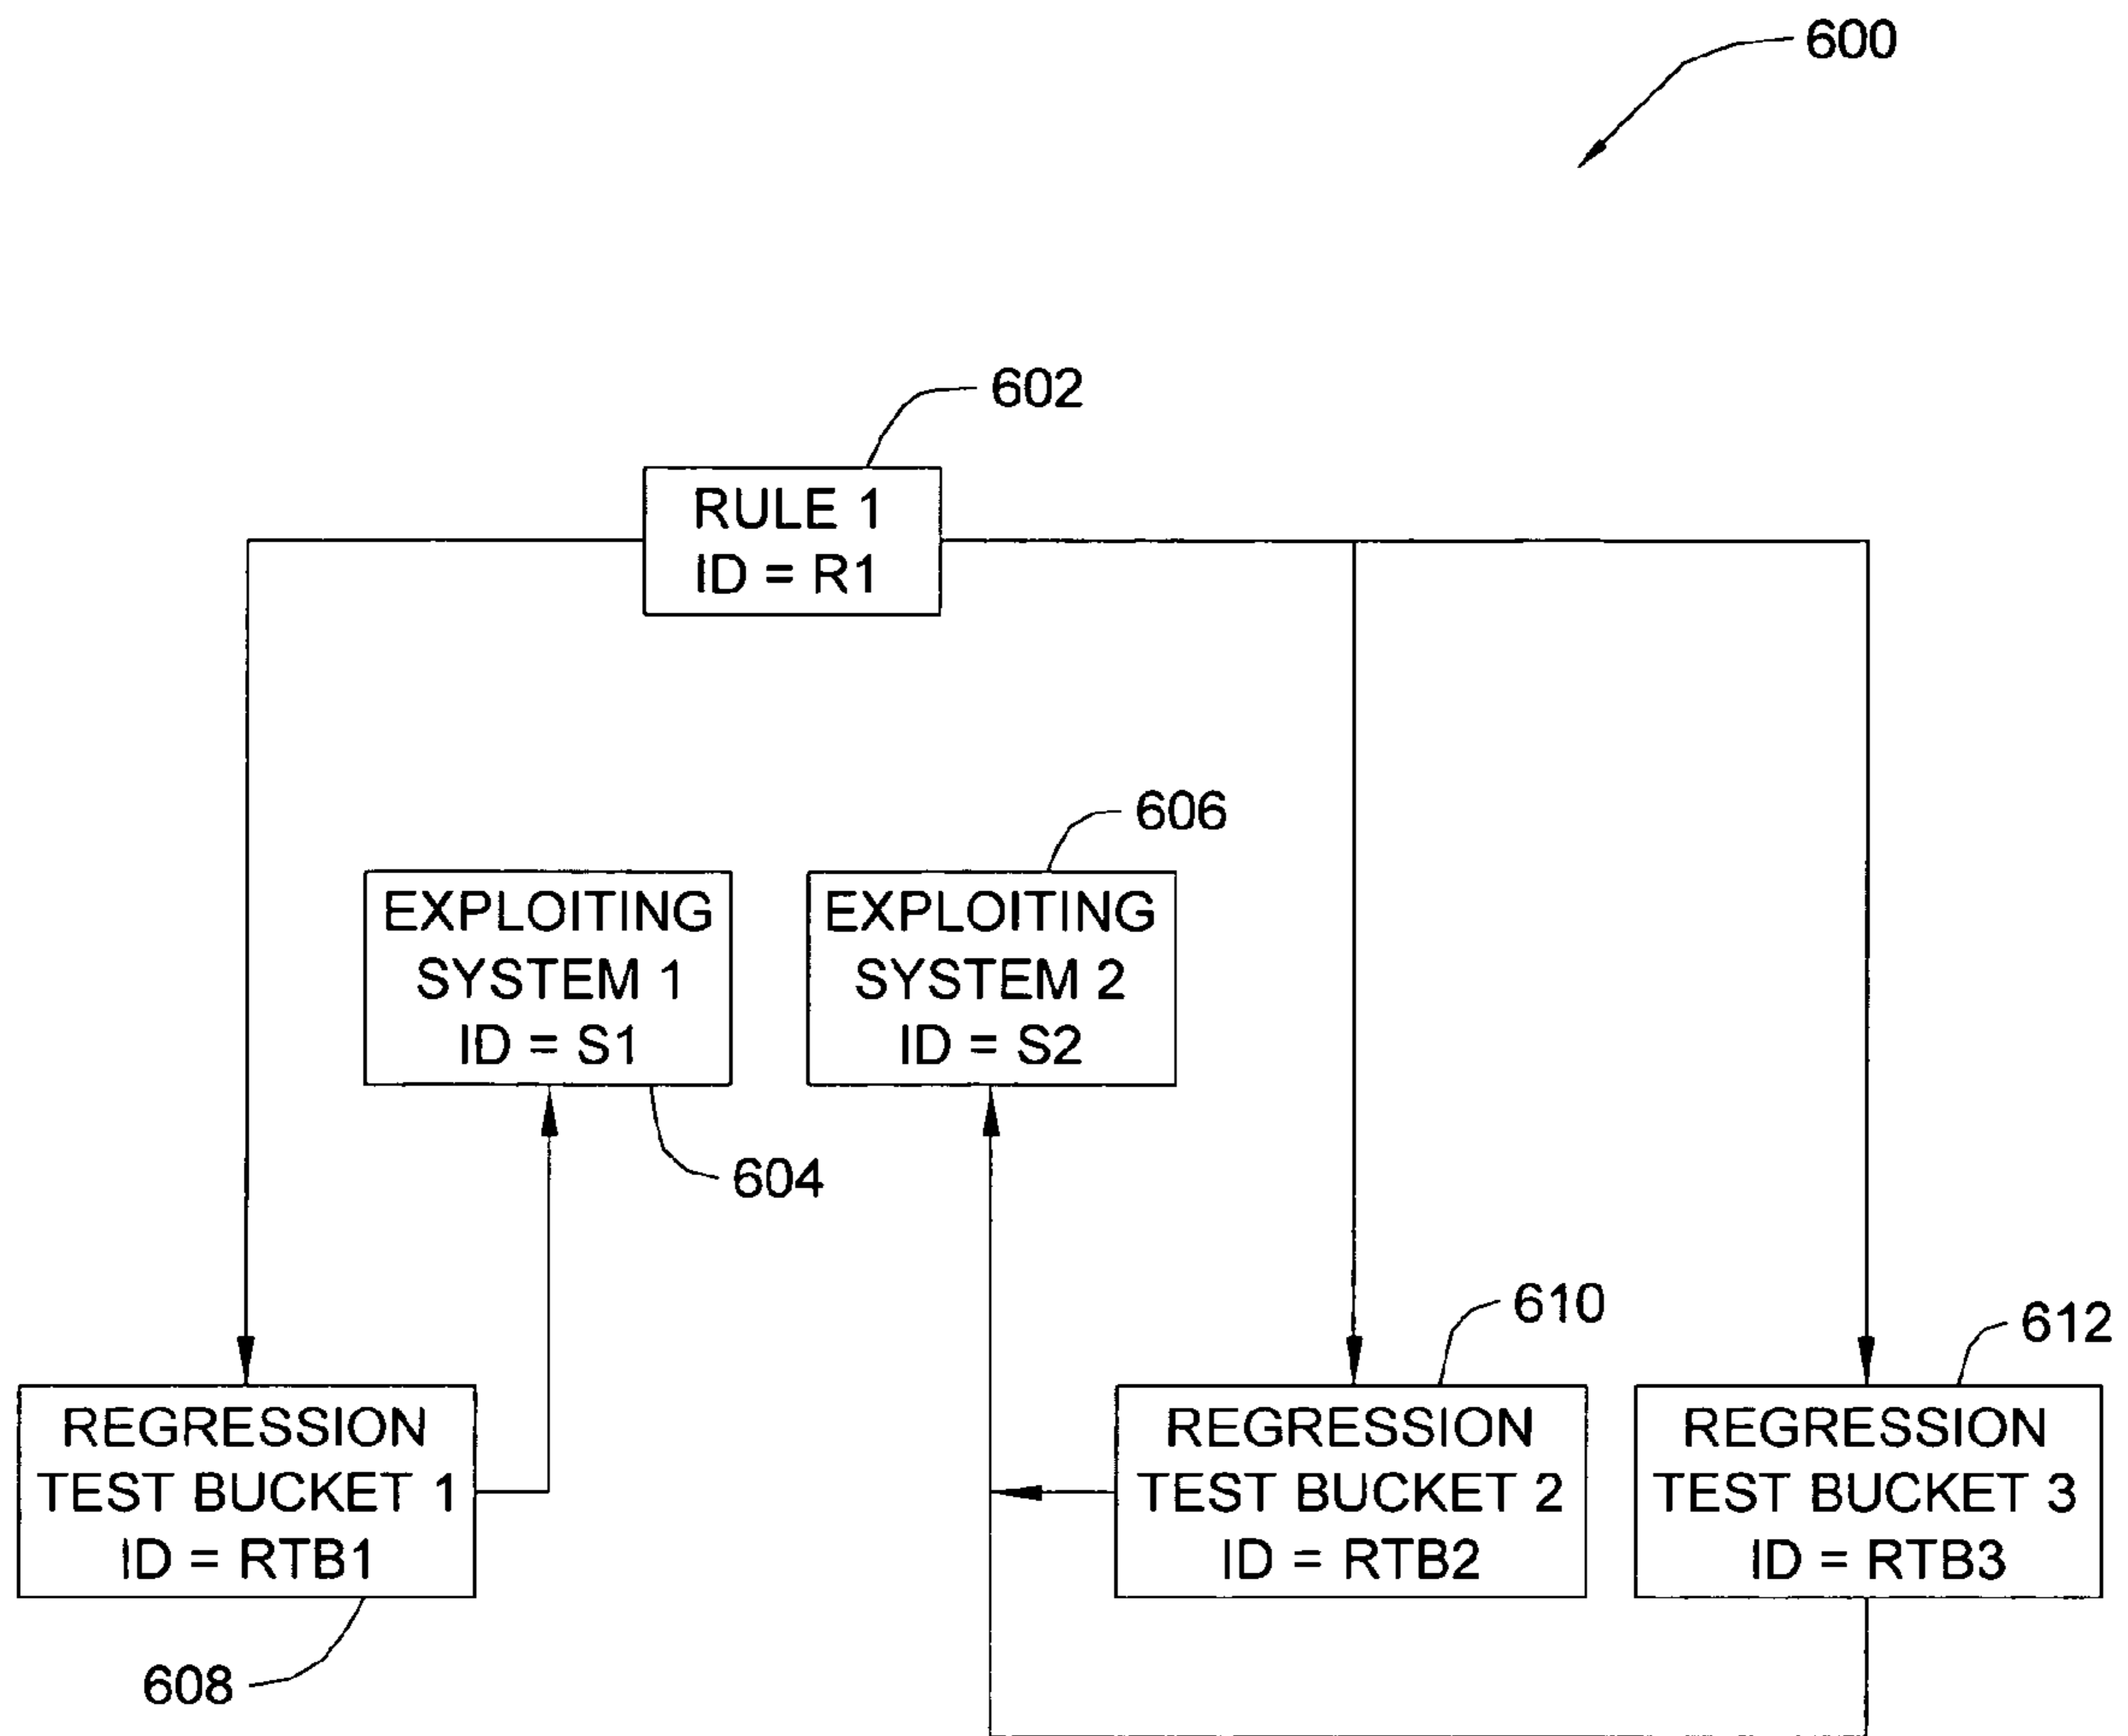 600
602
RULE 1
ID = R1
606
EXPLOITING
SYSTEM 1
ID = S1
EXPLOITING
SYSTEM 2
ID = S2
604
610
612
REGRESSION
TEST BUCKET 1
ID = RTB1
REGRESSION
TEST BUCKET 2
ID = RTB2
REGRESSION
TEST BUCKET 3
ID = RTB3
608